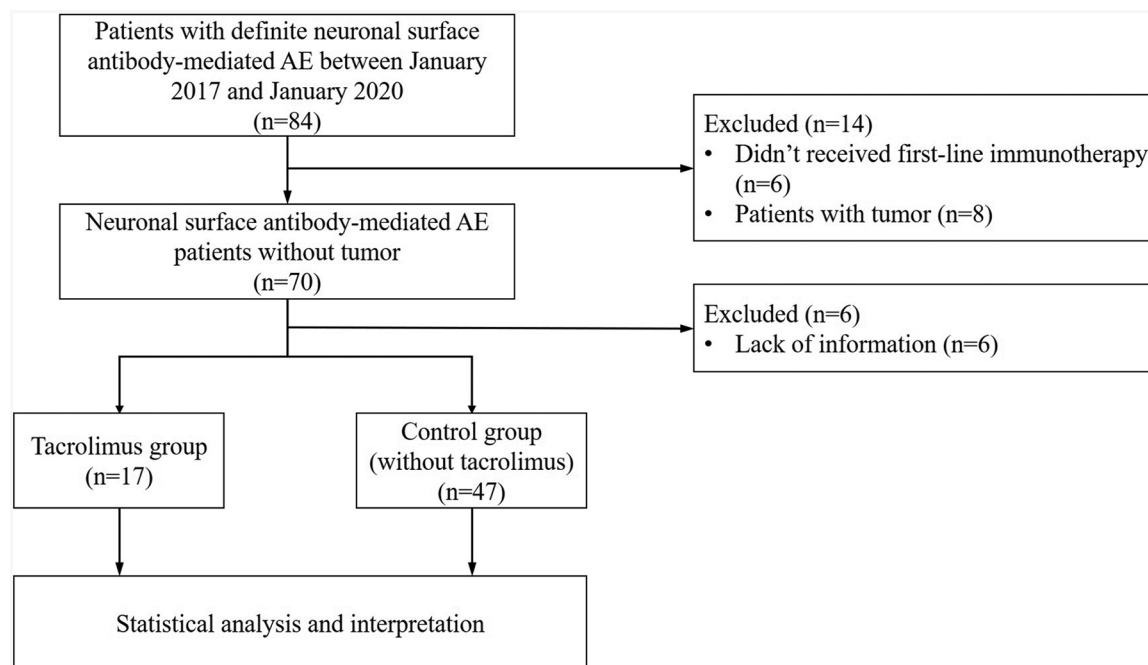 Patients with definite neuronal surface
antibody-mediated AE between January
2017 and January 2020
(n=84)
Excluded (n=14)
• Didn’t received first-line immunotherapy
(n=6)
• Patients with tumor (n=8)
Neuronal surface antibody-mediated AE
patients without tumor
(n=70)
Excluded (n=6)
• Lack of information (n=6)
Tacrolimus group
(n=17)
Control group
(without tacrolimus)
(n=47)
Statistical analysis and interpretation